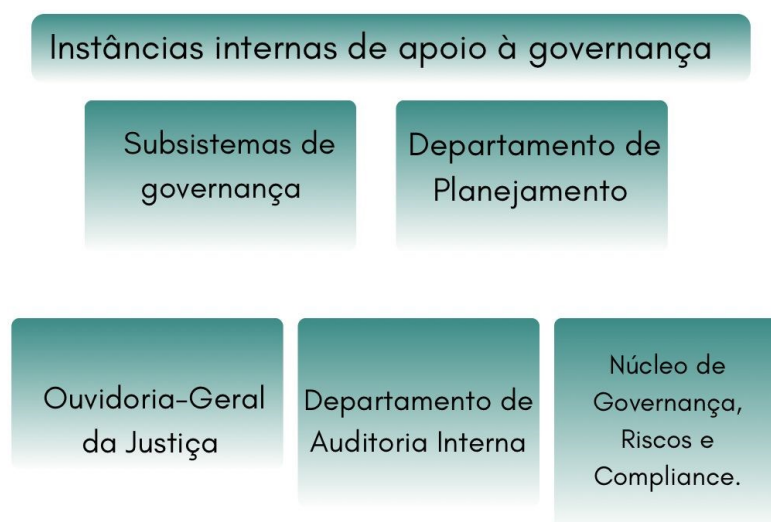 Instâncias internas de apoio à governança
Subsistemas de
governança
Departamento de
Planejamento
Ouvidoria-Geral
da Justiça
Departamento de
Auditoria Interna
Núcleo de
Governança,
Riscos e
Compliance.